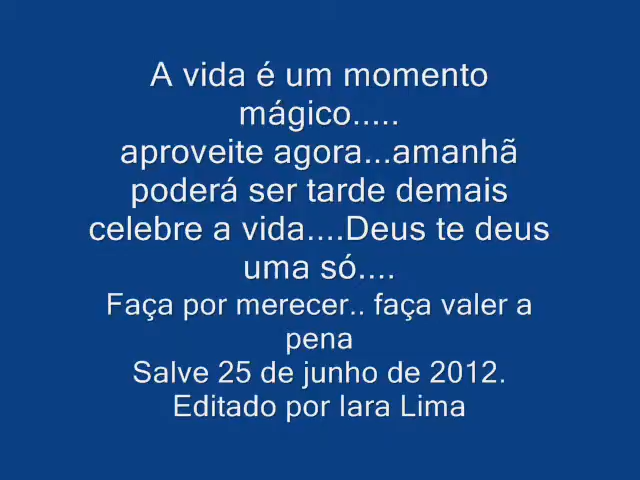 A vida é um momento
mágico.....
aproveite agora...amanhã
poderá ser tarde demais
celebre a vida....Deus te deus
uma só....
Faça por merecer.. faça valer a
pena
Salve 25 de junho de 2012.
Editado por Iara Lima